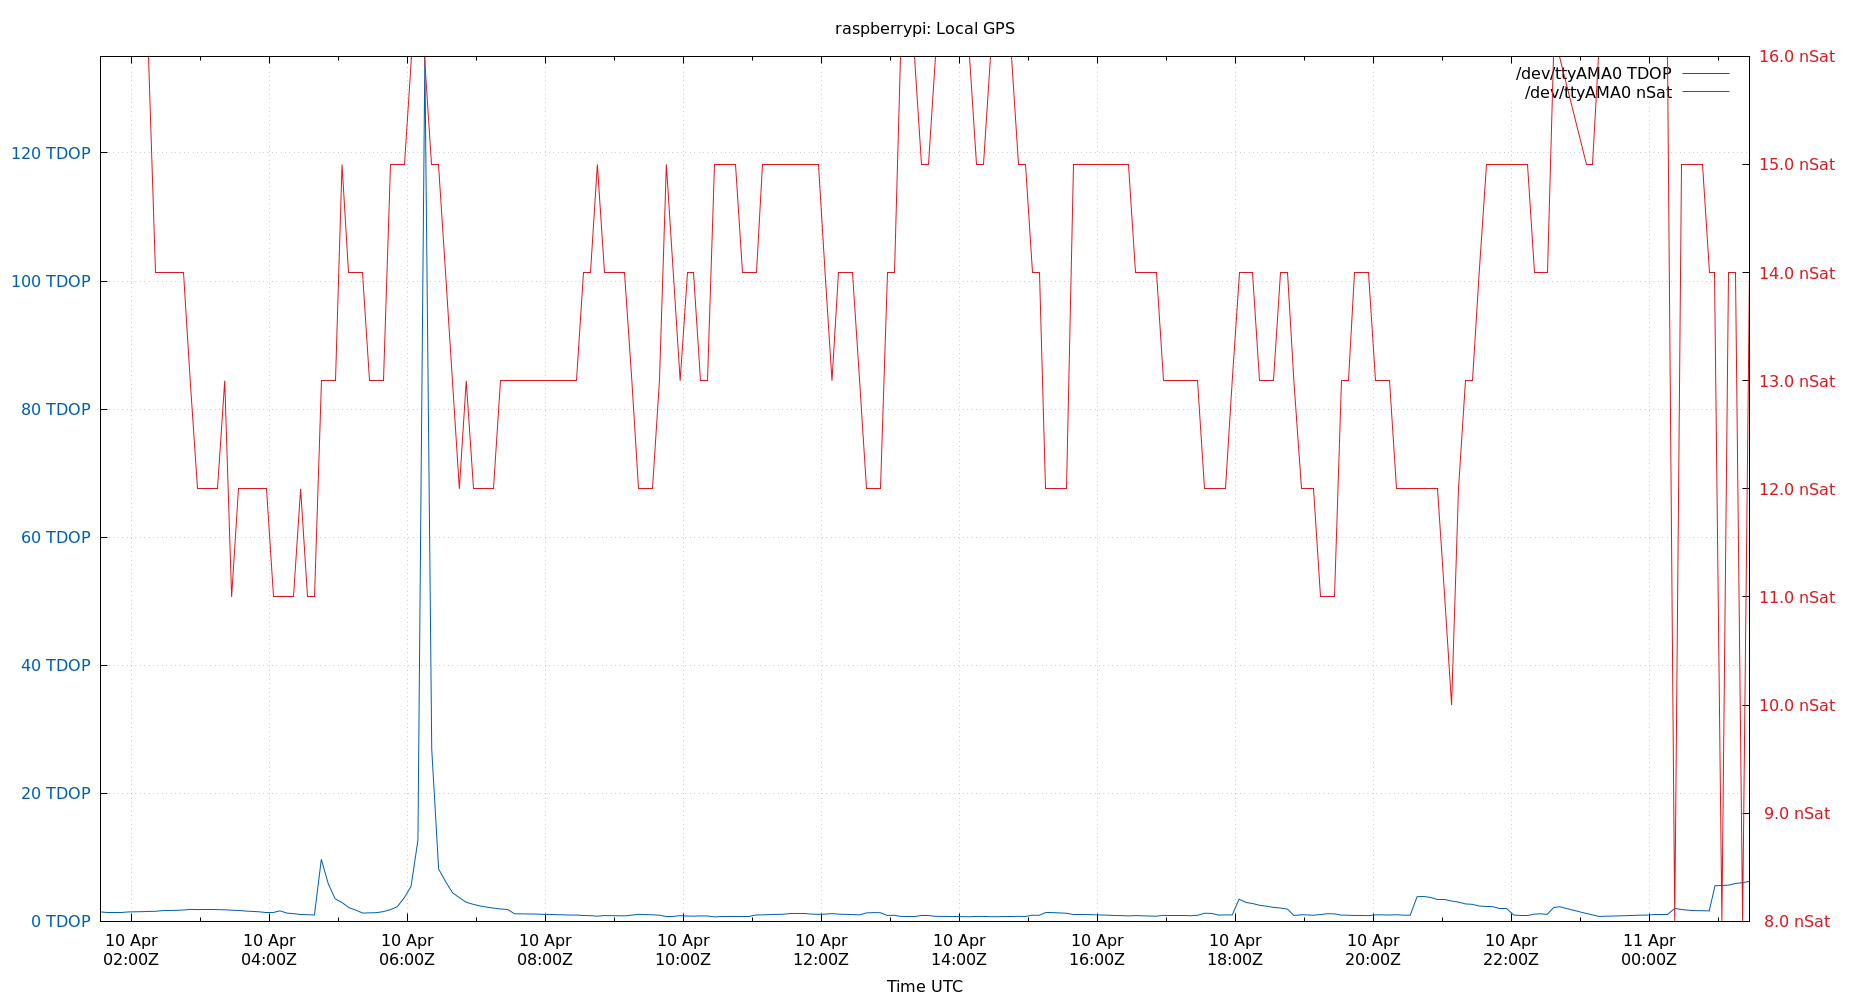 raspberrypi: Local GPS
/dev/ttyAMA0 TDOP
/dev/ttyAMA0 nSat
120 TDOP
100 TDOP
80 TDOP
60 TDOP
40 TDOP
20 TDOP
0 TDOP
16.0 nSat
15.0 nSat
14.0 nSat
13.0 nSat
12.0 nSat
11.0 nSat
10.0 nSat
9.0 nSat
8.0 nSat
10 Apr 10 Apr 10 Apr 10 Apr 10 Apr 10 Apr 10 Apr 10 Apr 10 Apr 10 Apr 10 Apr 11 Apr
02:00Z 04:00Z 06:00Z 08:00Z 10:00Z 12:00Z 14:00Z 16:00Z 18:00Z 20:00Z 22:00Z 00:00Z
Time UTC